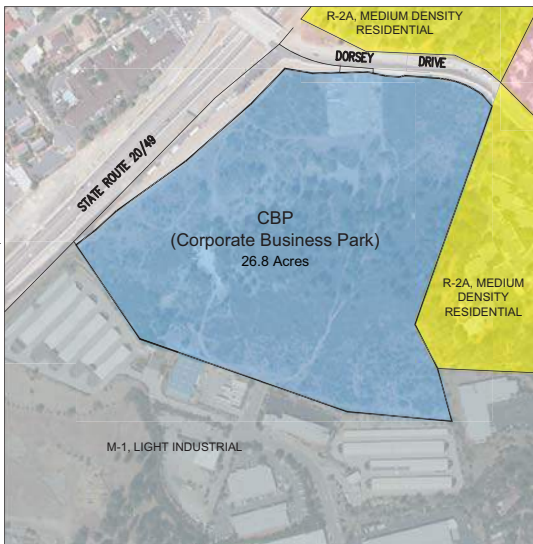 R-2A, MEDIUM DENSITY
RESIDENTIAL
DORSEY DRIVE
STATE ROUTE 20/49
CBP
(Corporate Business Park)
26.8 Acres
R-2A, MEDIUM
DENSITY
RESIDENTIAL
M-1, LIGHT INDUSTRIAL